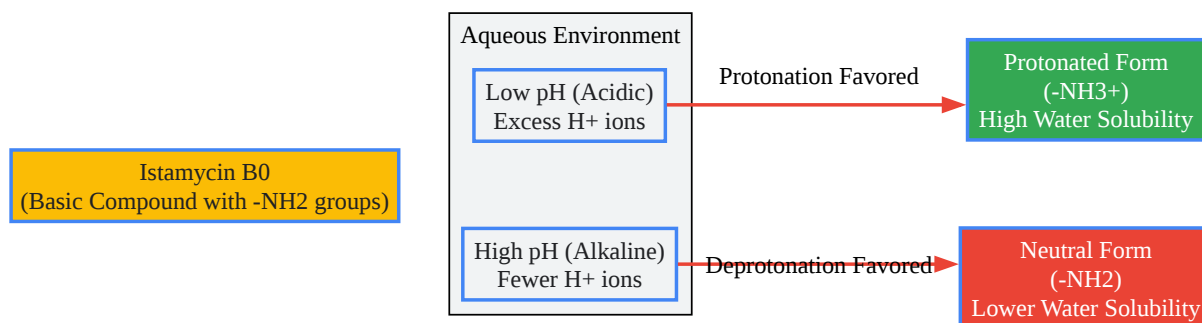 Istamycin B0
(Basic Compound with -NH2 groups)
Aqueous Environment
Low pH (Acidic)
Excess H+ ions
High pH (Alkaline)
Fewer H+ ions
Protonation Favored
Deprotonation Favored
Protonated Form
(-NH3+)
High Water Solubility
Neutral Form
(-NH2)
Lower Water Solubility